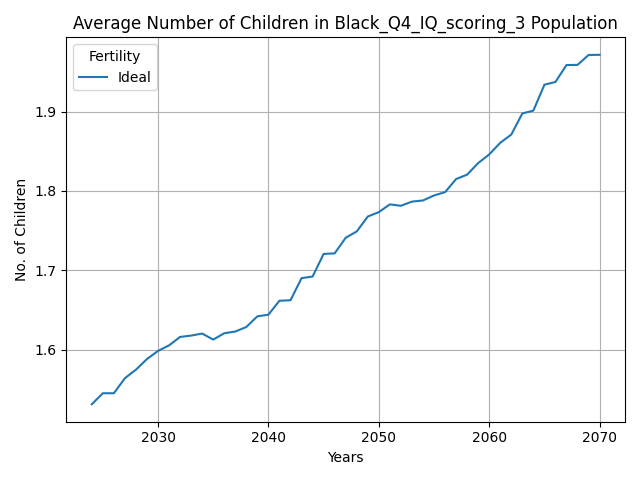 Average Number of Children in Black_Q4_IQ_scoring_3 Population
Fertility
Ideal
No. of Children
1.9
1.8
1.7
1.6
2030 2040 2050 2060 2070
Years